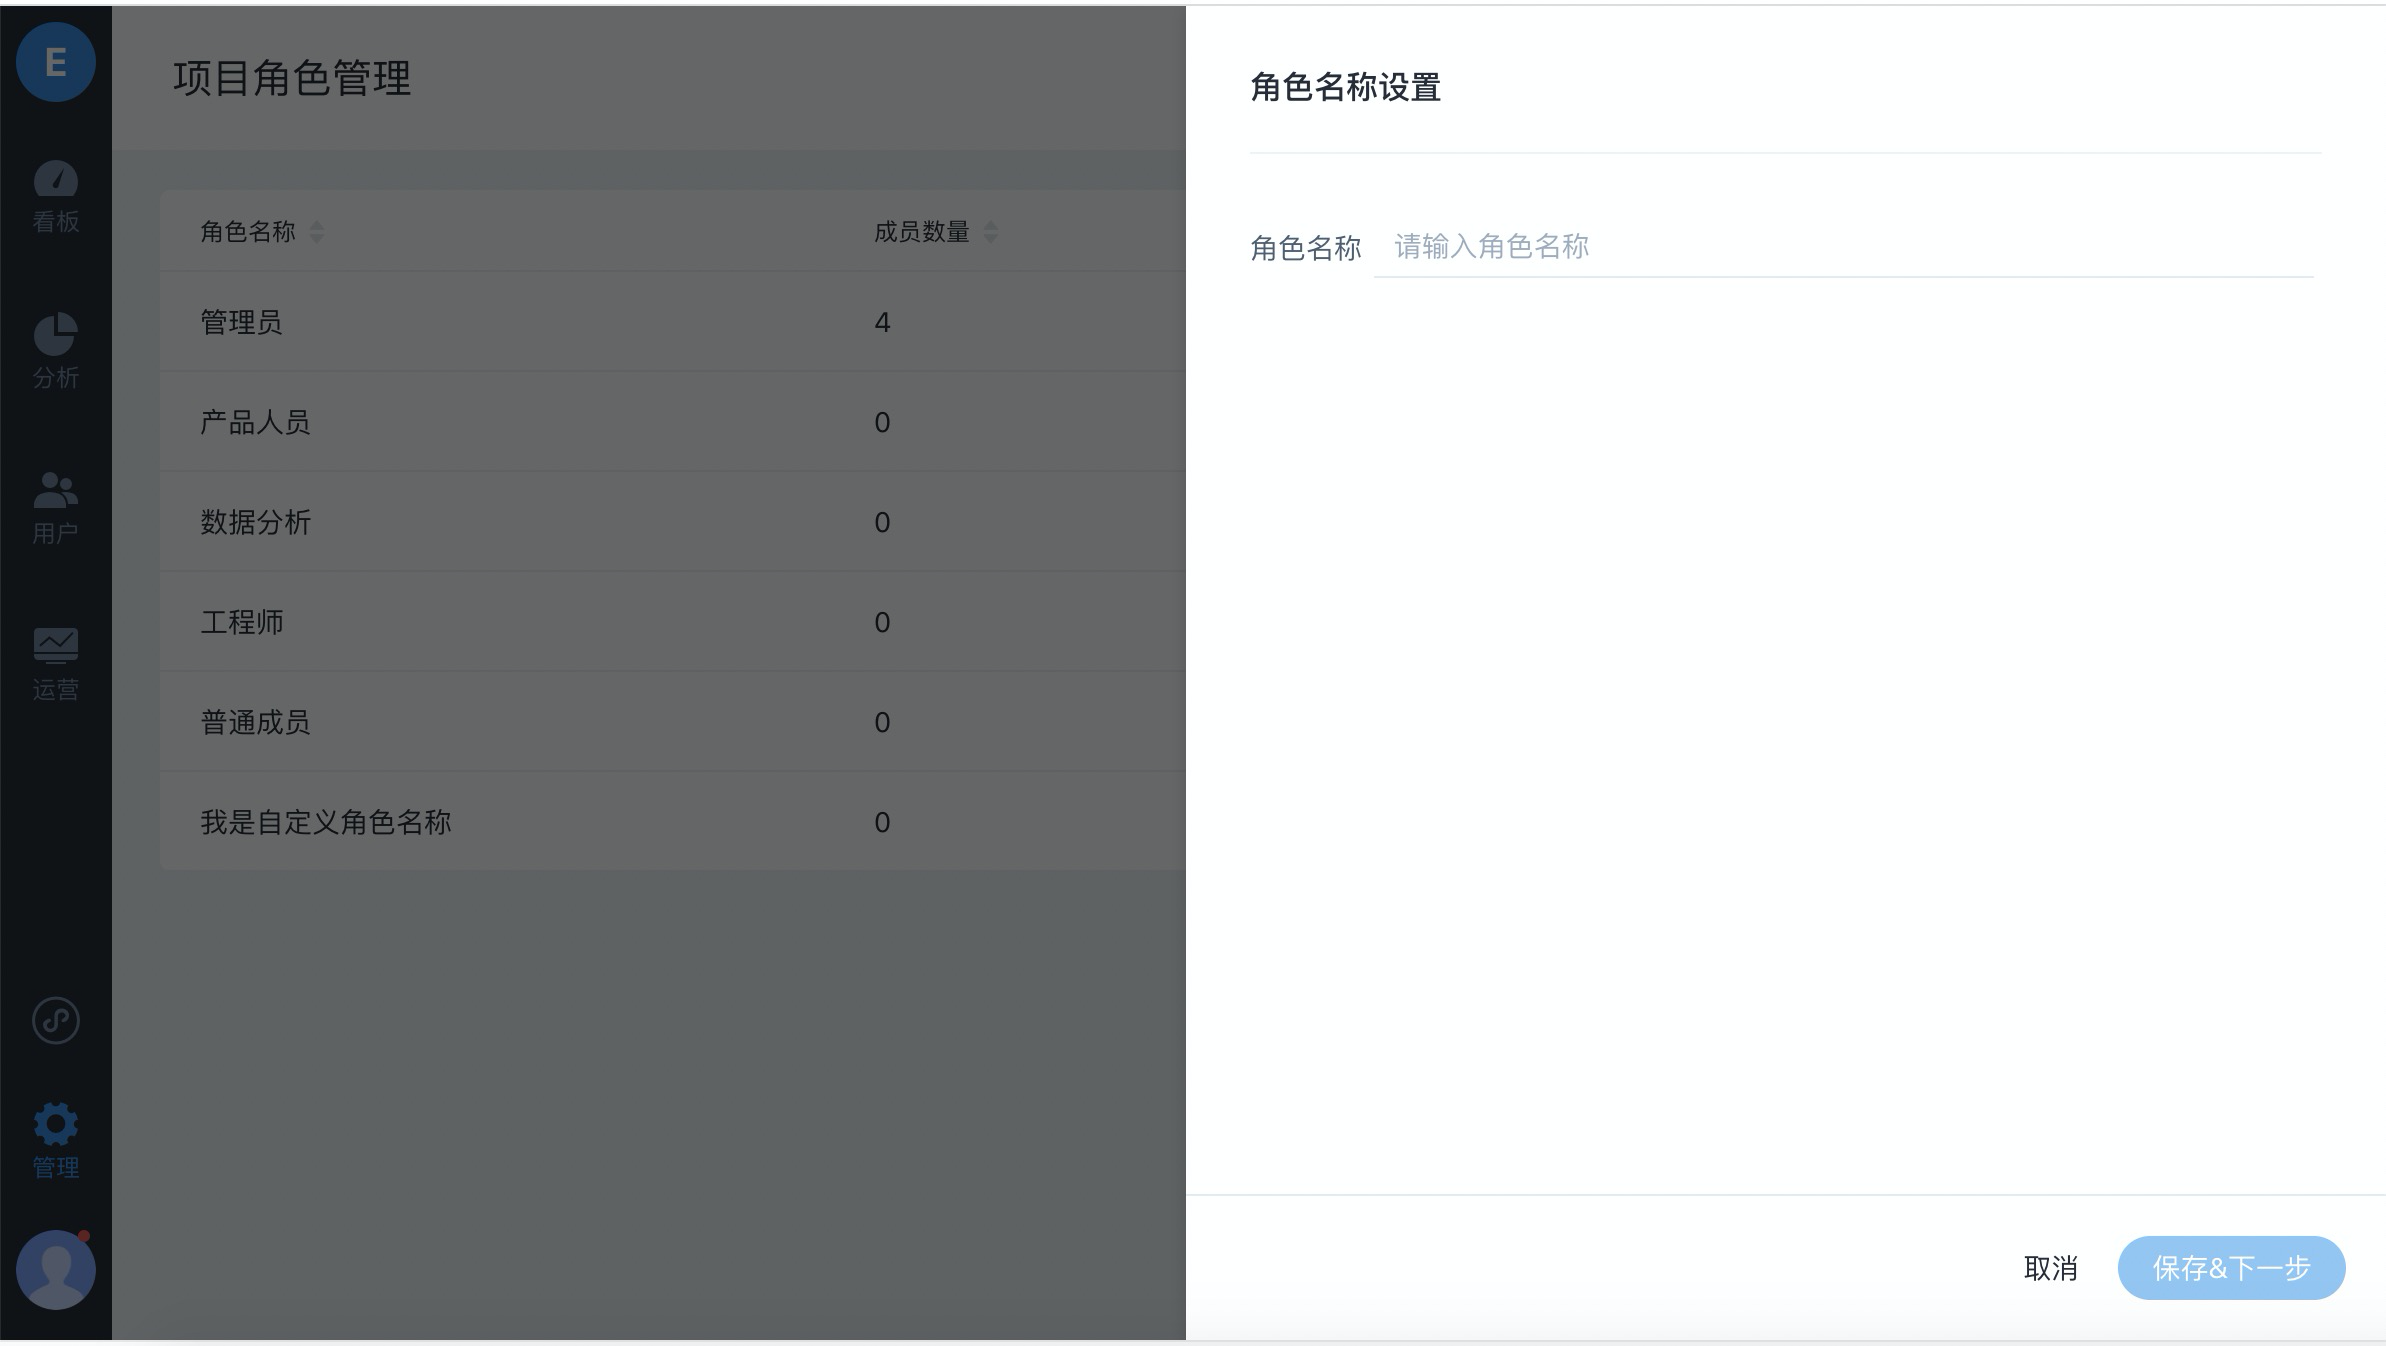 E
看板
分析
用户
运营
管理
项目角色管理
角色名称 成员数量
管理员 4
产品人员 0
数据分析 0
工程师 0
普通成员 0
我是自定义角色名称 0
角色名称设置
角色名称 请输入角色名称
取消 保存&下一步